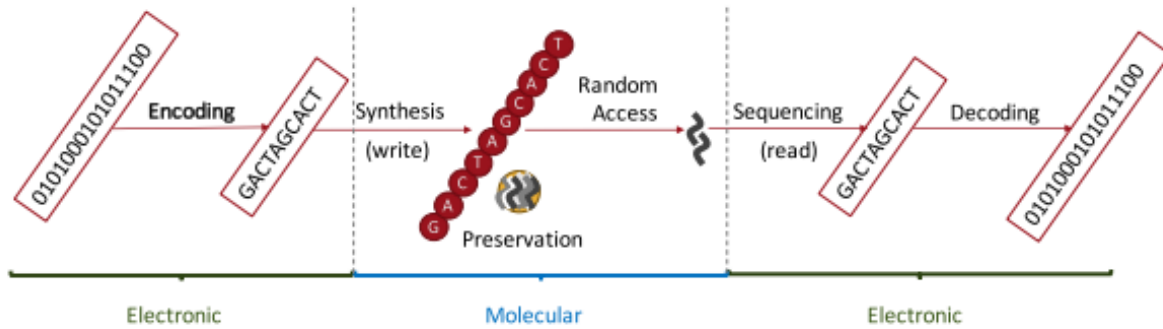 0101000101011100
Encoding
GACTAGCACT
Synthesis
(write)
G A C T A G C A C T
Preservation
Random
Access
Sequencing
(read)
GACTAGCACT
Decoding
0101000101011100
Electronic
Molecular
Electronic